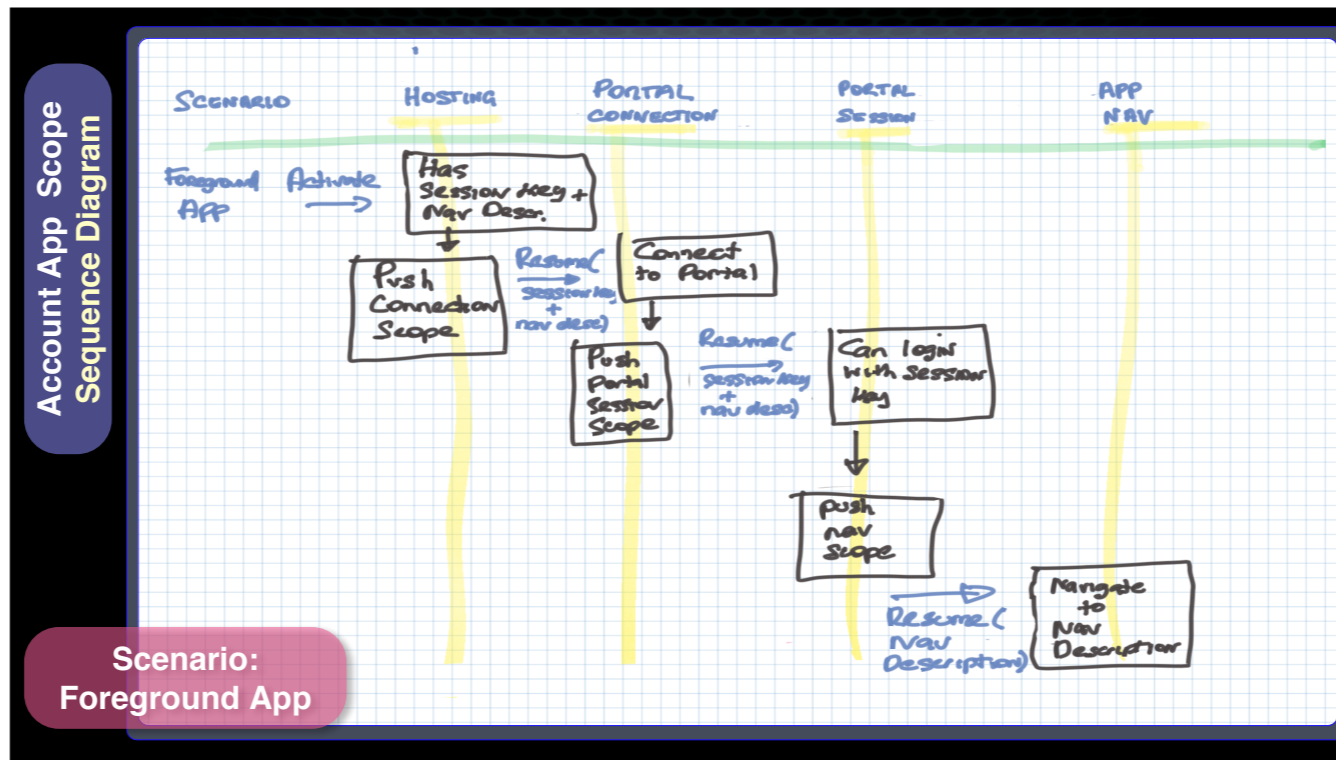 Account App Scope
Sequence Diagram
SCENARIO
HOSTING
PORTAL
CONNECTION
PORTAL
SESSION
APP
NAV
Foreground
APP
Activate
Has
Session Key +
Nav Descr.
Push
Connection
Scope
Resume(
session key
+
nav desc)
Connect
to Portal
Push
Portal
Session
Scope
Resume(
session key
+
nav desc)
Can login
with session
key
push
nav
scope
Resume(
Nav
Description)
Navigate
to
Nav
Description
Scenario:
Foreground App